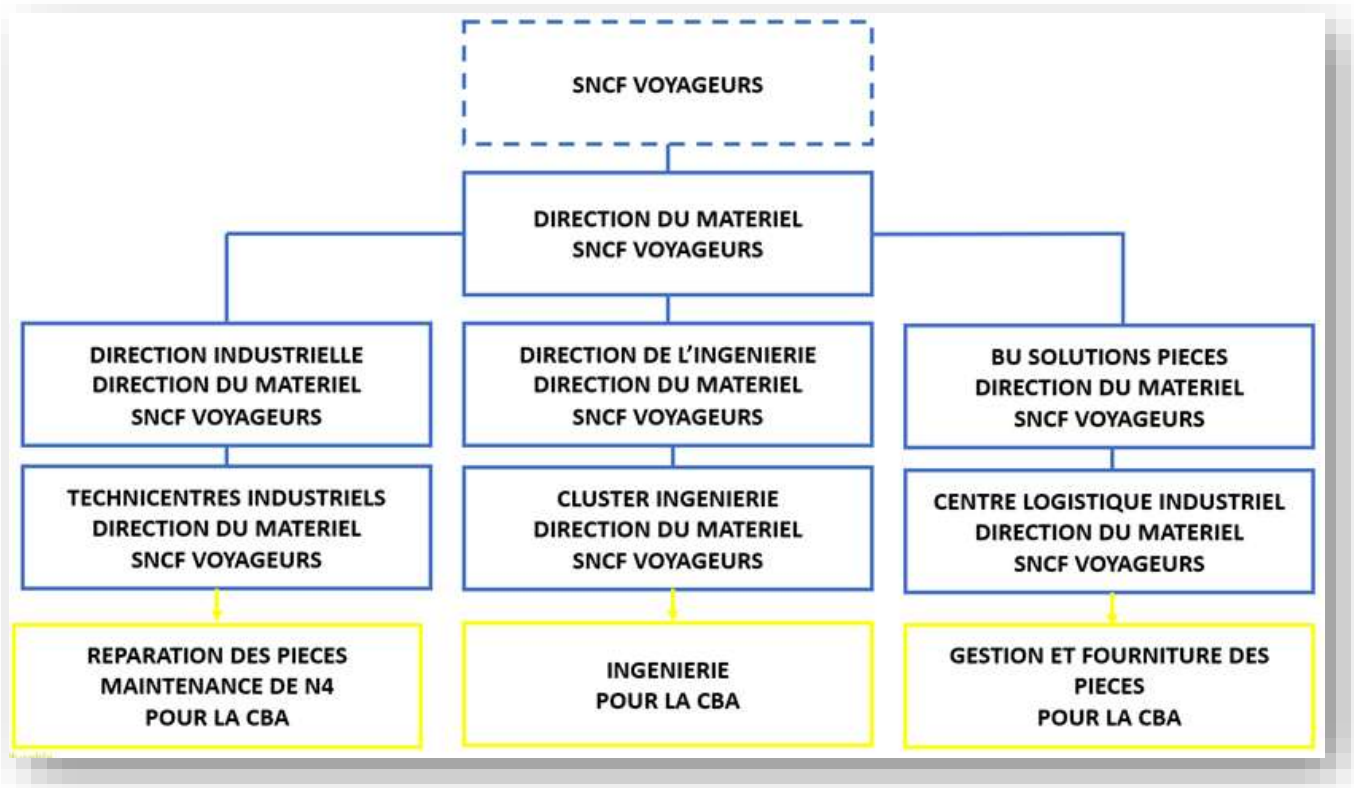 SNCF VOYAGEURS
DIRECTION DU MATERIEL
SNCF VOYAGEURS
DIRECTION INDUSTRIELLE
DIRECTION DU MATERIEL
SNCF VOYAGEURS
DIRECTION DE L'INGENIERIE
DIRECTION DU MATERIEL
SNCF VOYAGEURS
BU SOLUTIONS PIECES
DIRECTION DU MATERIEL
SNCF VOYAGEURS
TECHNICENTRES INDUSTRIELS
DIRECTION DU MATERIEL
SNCF VOYAGEURS
CLUSTER INGENIERIE
DIRECTION DU MATERIEL
SNCF VOYAGEURS
CENTRE LOGISTIQUE INDUSTRIEL
DIRECTION DU MATERIEL
SNCF VOYAGEURS
REPARATION DES PIECES
MAINTENANCE DE N4
POUR LA CBA
INGENIERIE
POUR LA CBA
GESTION ET FOURNITURE DES
PIECES
POUR LA CBA